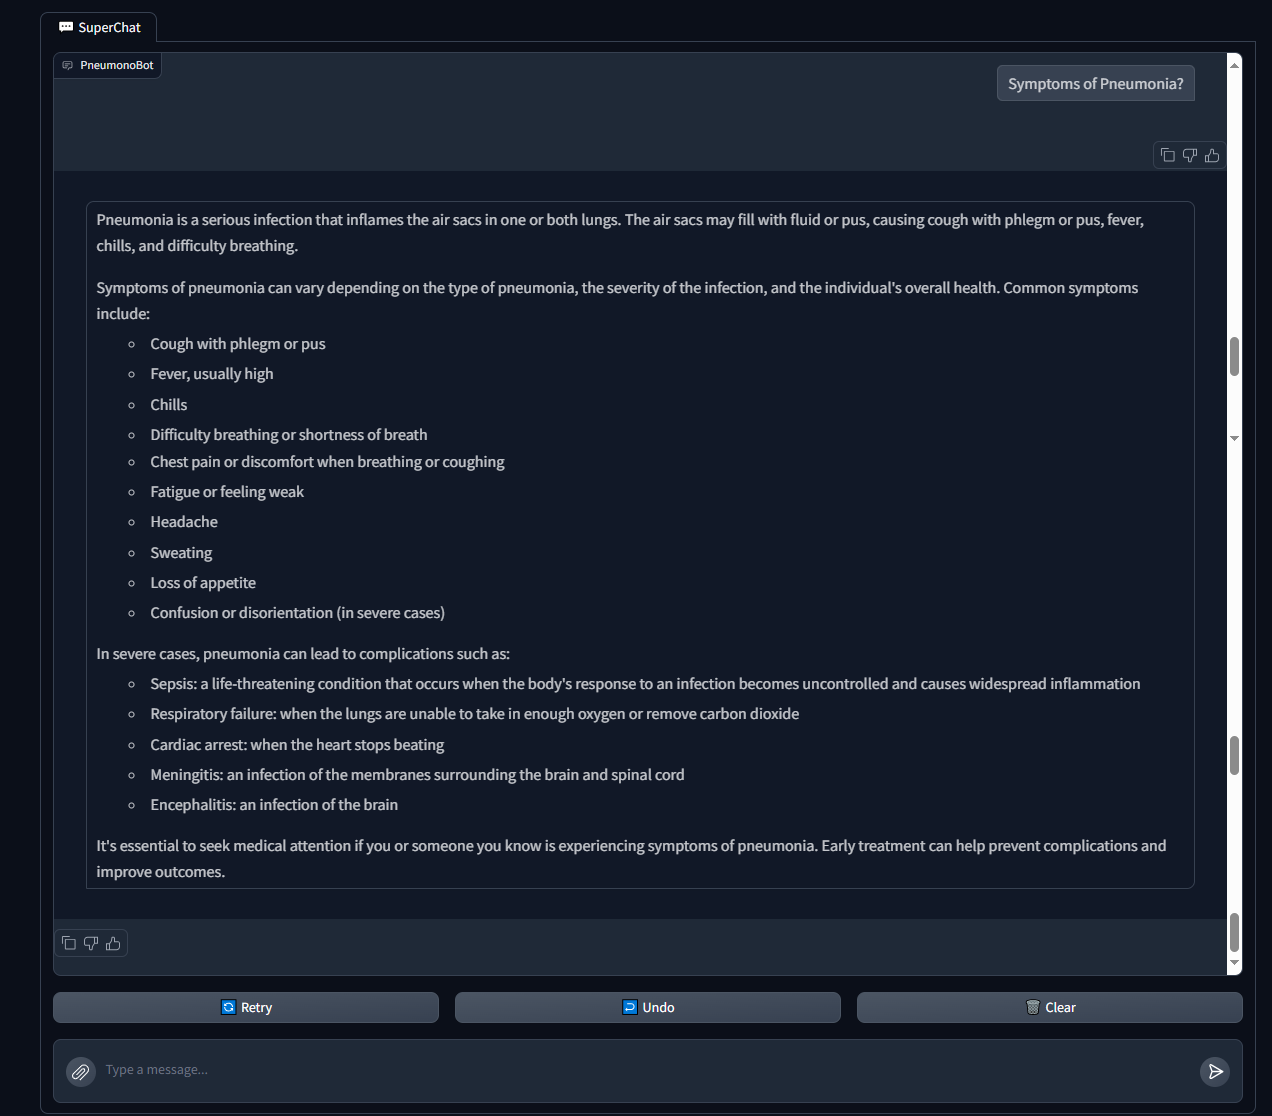 SuperChat
PneumonoBot
Symptoms of Pneumonia?
Pneumonia is a serious infection that inflames the air sacs in one or both lungs. The air sacs may fill with fluid or pus, causing cough with phlegm or pus, fever,
chills, and difficulty breathing.
Symptoms of pneumonia can vary depending on the type of pneumonia, the severity of the infection, and the individual's overall health. Common symptoms
include:
Cough with phlegm or pus
Fever, usually high
Chills
Difficulty breathing or shortness of breath
Chest pain or discomfort when breathing or coughing
Fatigue or feeling weak
Headache
Sweating
Loss of appetite
Confusion or disorientation (in severe cases)
In severe cases, pneumonia can lead to complications such as:
Sepsis: a life-threatening condition that occurs when the body's response to an infection becomes uncontrolled and causes widespread inflammation
Respiratory failure: when the lungs are unable to take in enough oxygen or remove carbon dioxide
Cardiac arrest: when the heart stops beating
Meningitis: an infection of the membranes surrounding the brain and spinal cord
Encephalitis: an infection of the brain
It's essential to seek medical attention if you or someone you know is experiencing symptoms of pneumonia. Early treatment can help prevent complications and
improve outcomes.
Retry
Undo
Clear
Type a message...